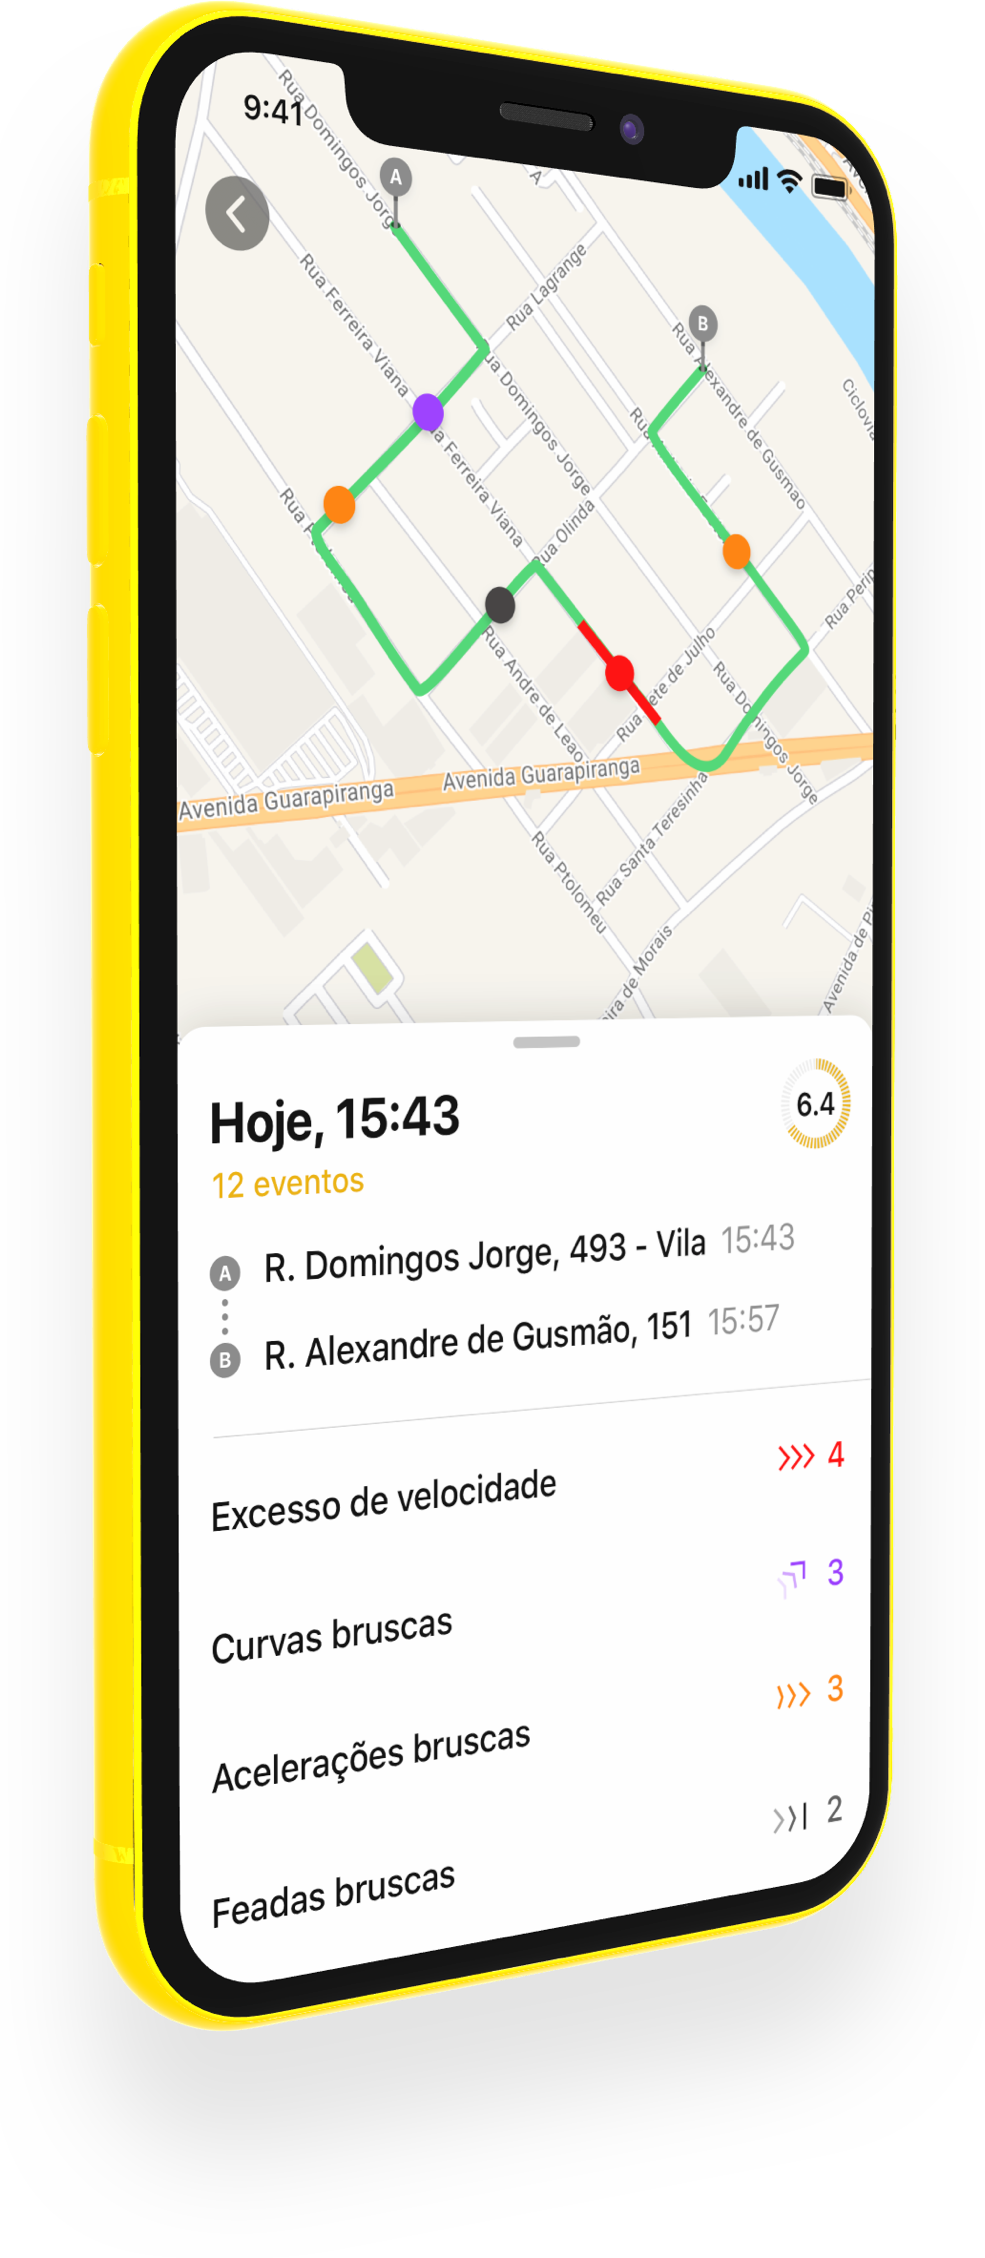 9:41
Rua Domingos Jorge
A
A
Rua Lagrange
Rua Ferreira Viana
B
Rua Alexandre de Gusmao
Rua Domingos Jorge
Ciclovia
Rua Ferreira Viana
Rua
Rua Olinda
Rua Andre de Leao
Rua Sete de Julho
Rua Domingos Jorge
Avenida Guarapiranga
Avenida Guarapiranga
Rua Santa Teresinha
Rua Ptolomeu
ira de Morais
Avenida de
Hoje, 15:43
6.4
12 eventos
A R. Domingos Jorge, 493 - Vila 15:43
B R. Alexandre de Gusmão, 151 15:57
Excesso de velocidade 4
Curvas bruscas 3
Acelerações bruscas 3
Feadas bruscas 2